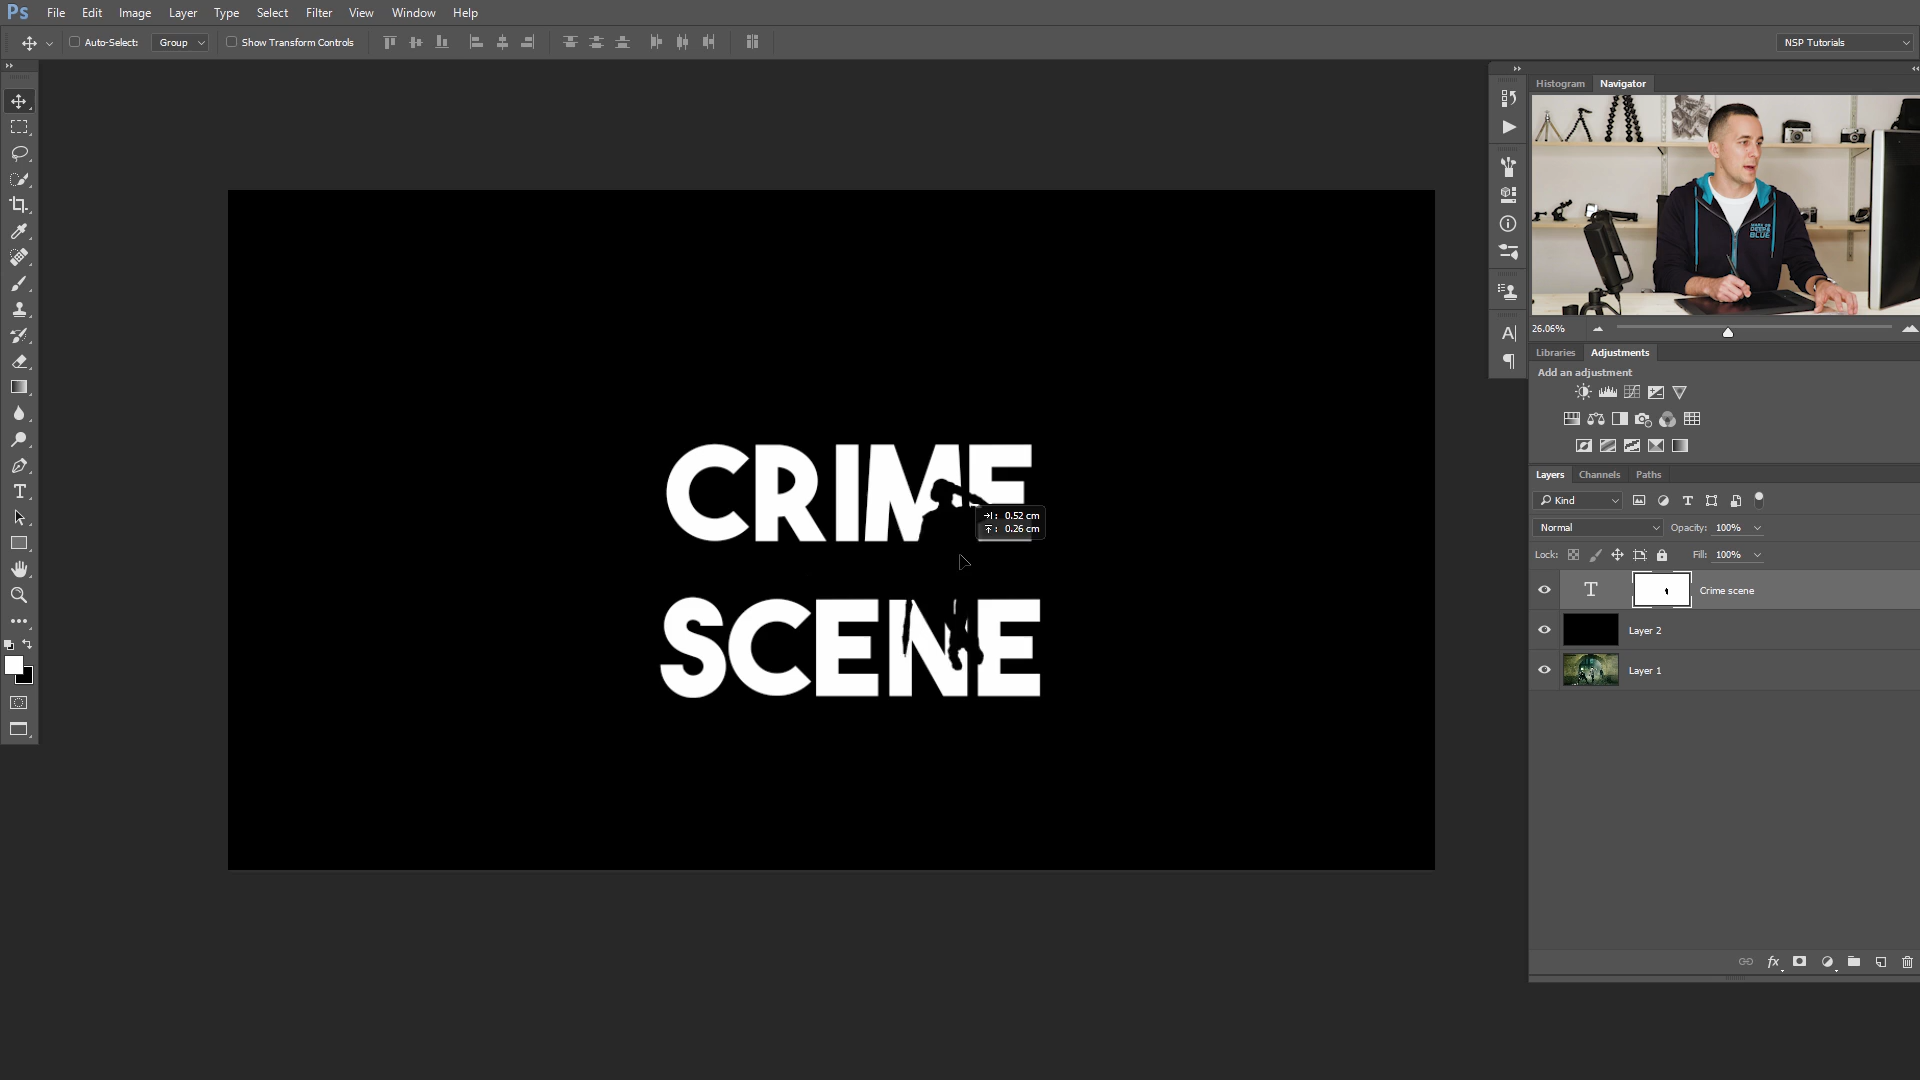 Ps File Edit Image Layer Type Select Filter View Window Help
Auto-Select: Group Show Transform Controls NSP Tutorials
Histogram Navigator
DEEP
BLUE
26.06%
Libraries Adjustments
Add an adjustment
Layers Channels Paths
Kind
Normal Opacity: 100%
Lock: Fill: 100%
Crime scene
Layer 2
Layer 1
CRIME
0.52 cm
0.26 cm
SCENE